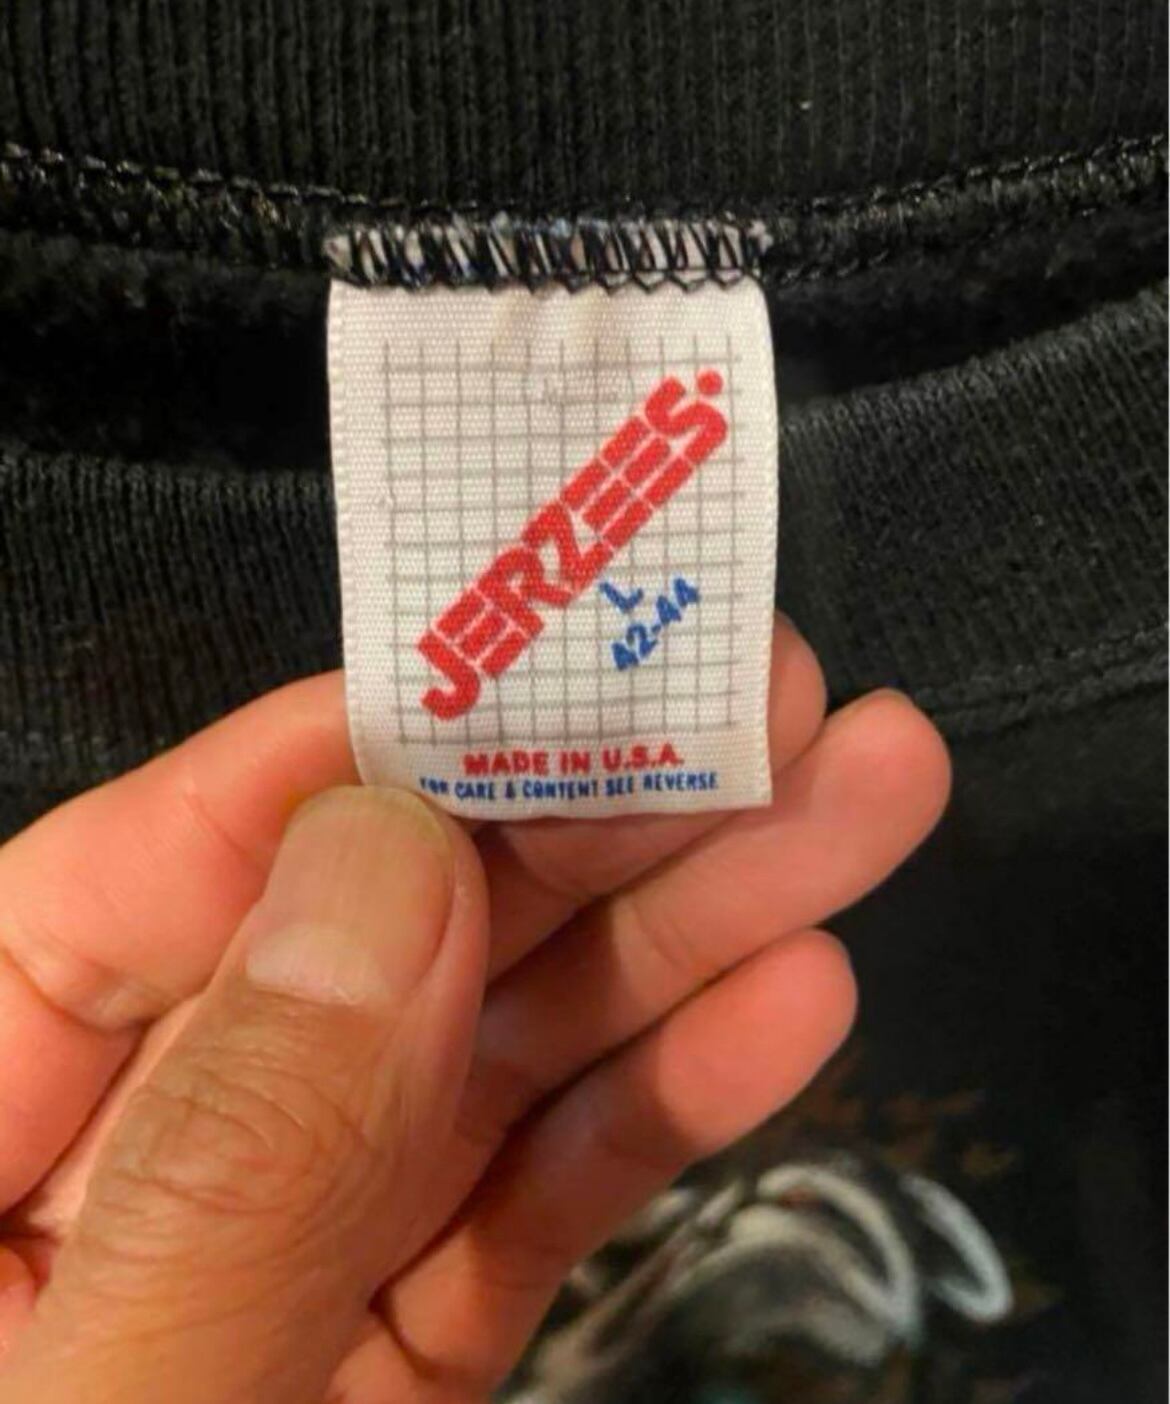 JERZEES.
L
42-44
MADE IN U.S.A.
FOR CARE & CONTENT SEE REVERSE